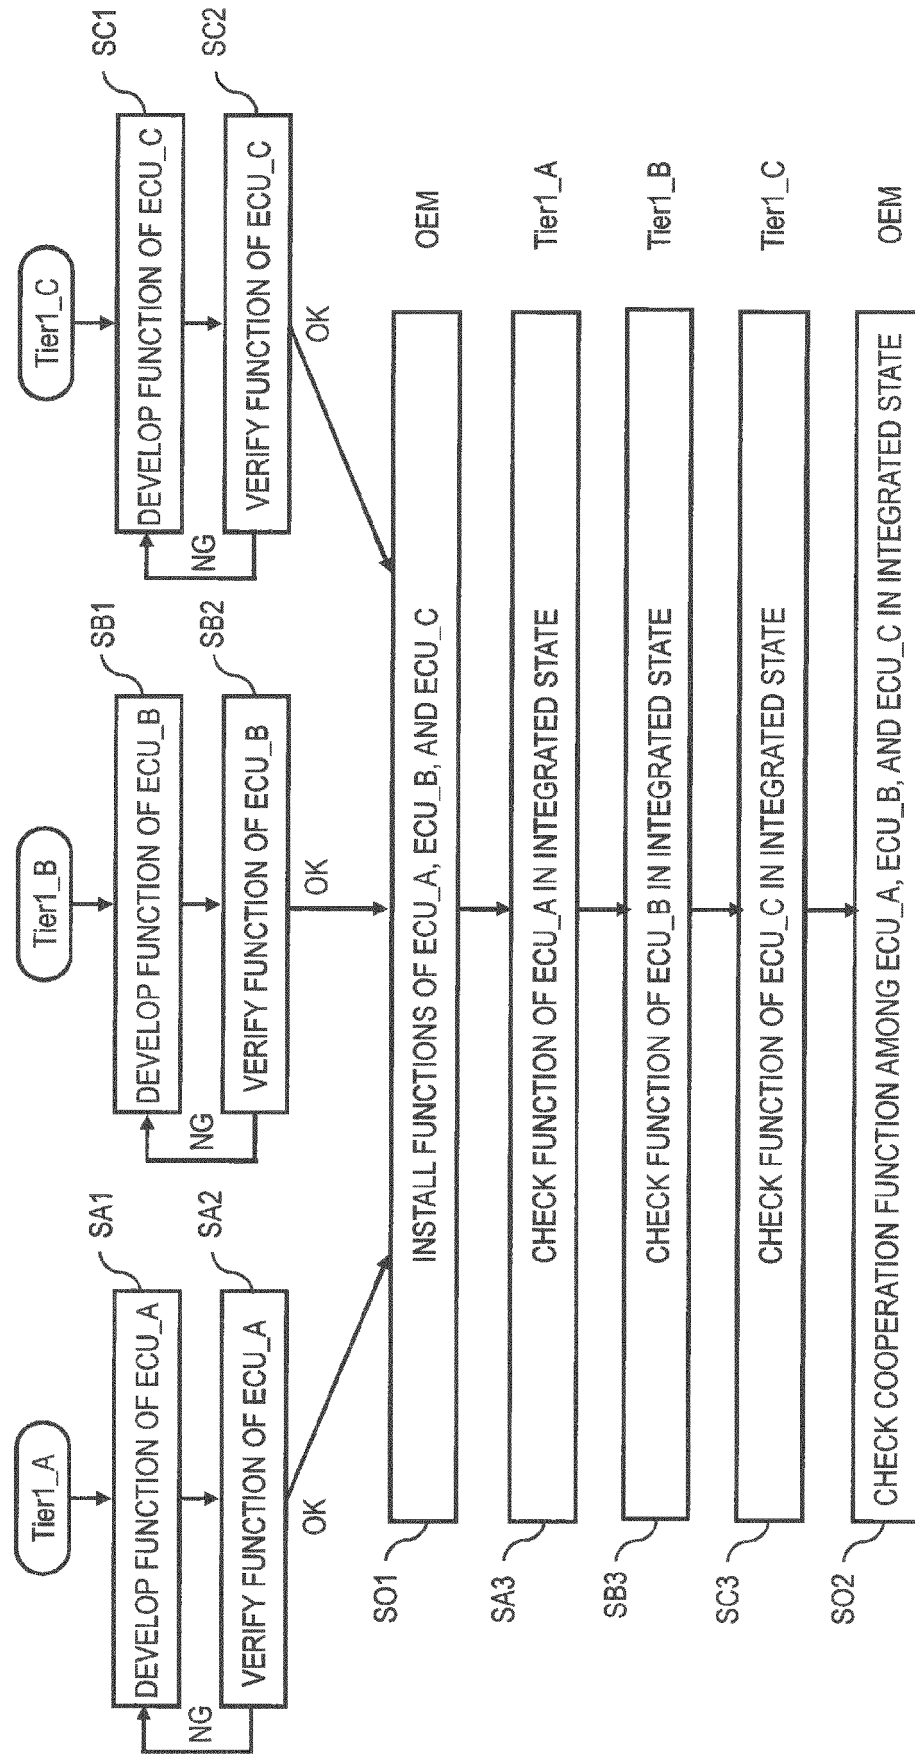 Tier1_A
DEVELOP FUNCTION OF ECU_A
SA1
NG
VERIFY FUNCTION OF ECU_A
SA2
OK
Tier1_B
DEVELOP FUNCTION OF ECU_B
SB1
NG
VERIFY FUNCTION OF ECU_B
SB2
OK
Tier1_C
DEVELOP FUNCTION OF ECU_C
SC1
NG
VERIFY FUNCTION OF ECU_C
SC2
OK
SO1
INSTALL FUNCTIONS OF ECU_A, ECU_B, AND ECU_C
OEM
SA3
CHECK FUNCTION OF ECU_A IN INTEGRATED STATE
Tier1_A
SB3
CHECK FUNCTION OF ECU_B IN INTEGRATED STATE
Tier1_B
SC3
CHECK FUNCTION OF ECU_C IN INTEGRATED STATE
Tier1_C
SO2
CHECK COOPERATION FUNCTION AMONG ECU_A, ECU_B, AND ECU_C IN INTEGRATED STATE
OEM